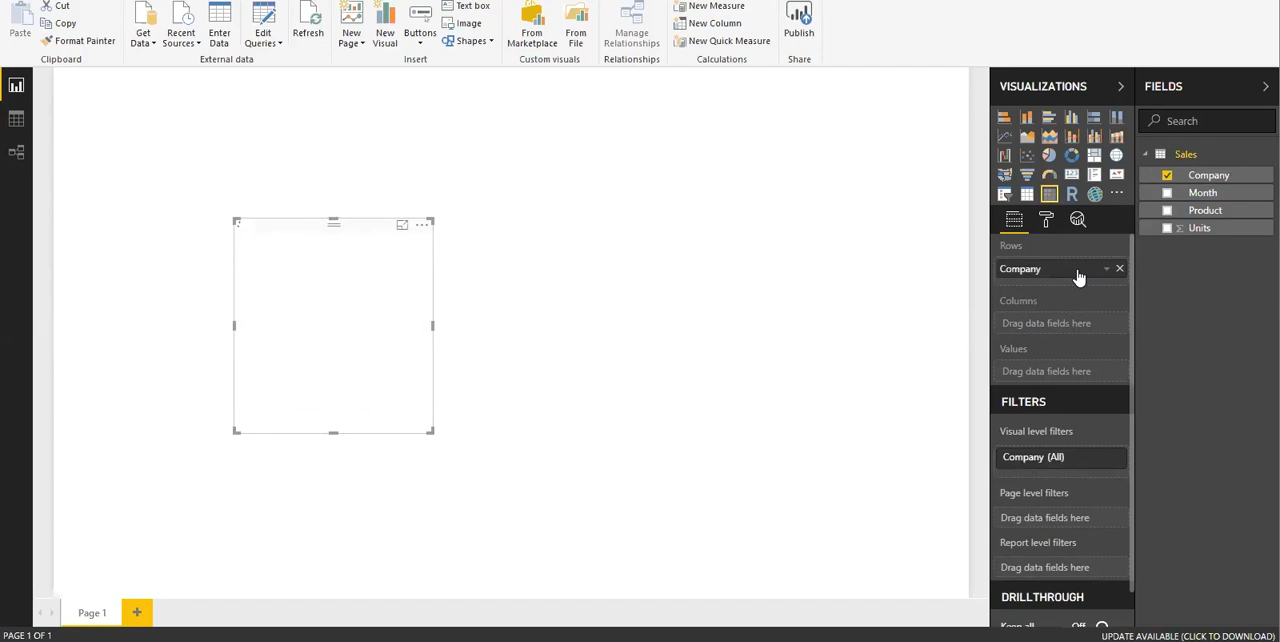 Cut
Copy
Format Painter
Paste
Clipboard
Get Data
Recent Sources
Enter Data
Edit Queries
Refresh
External data
New Page
New Visual
Buttons
Text box
Image
Shapes
Insert
From Marketplace
From File
Custom visuals
Manage Relationships
Relationships
New Measure
New Column
New Quick Measure
Calculations
Publish
Share
VISUALIZATIONS
FIELDS
Search
Sales
Company
Month
Product
Units
Rows
Company
Columns
Drag data fields here
Values
Drag data fields here
FILTERS
Visual level filters
Company (All)
Page level filters
Drag data fields here
Report level filters
Drag data fields here
DRILLTHROUGH
Keep all
Off
Page 1
PAGE 1 OF 1
UPDATE AVAILABLE (CLICK TO DOWNLOAD)